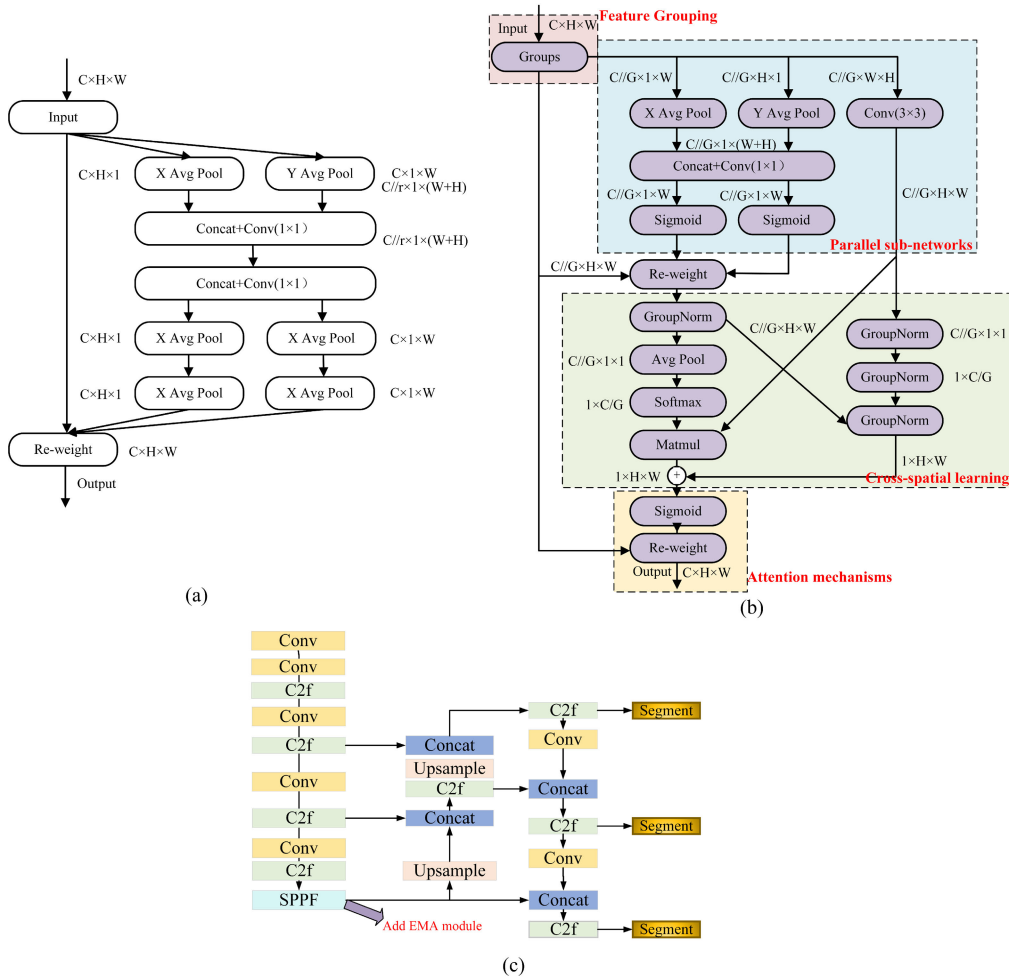 C×H×W
Input
C×H×1
X Avg Pool
Y Avg Pool
C×1×W
C//r×1×(W+H)
Concat+Conv(1×1）
C//r×1×(W+H)
Concat+Conv(1×1）
C×H×1
X Avg Pool
X Avg Pool
C×1×W
C×H×1
X Avg Pool
X Avg Pool
C×1×W
Re-weight
C×H×W
Output
(a)
Feature Grouping
Input
C×H×W
Groups
C//G×1×W
C//G×H×1
C//G×W×H
X Avg Pool
Y Avg Pool
Conv(3×3)
C//G×1×(W+H)
Concat+Conv(1×1）
C//G×1×W
C//G×1×W
C//G×H×W
Sigmoid
Sigmoid
Parallel sub-networks
C//G×H×W
Re-weight
GroupNorm
C//G×H×W
GroupNorm
C//G×1×1
C//G×1×1
Avg Pool
GroupNorm
1×C/G
1×C/G
Softmax
GroupNorm
Matmul
1×H×W
1×H×W
+
Cross-spatial learning
Sigmoid
Re-weight
Output
C×H×W
Attention mechanisms
(b)
Conv
Conv
C2f
Conv
C2f
Conv
C2f
Conv
C2f
SPPF
Add EMA module
Concat
Upsample
C2f
Concat
Upsample
C2f
Segment
Conv
Concat
C2f
Segment
Conv
Concat
C2f
Segment
(c)